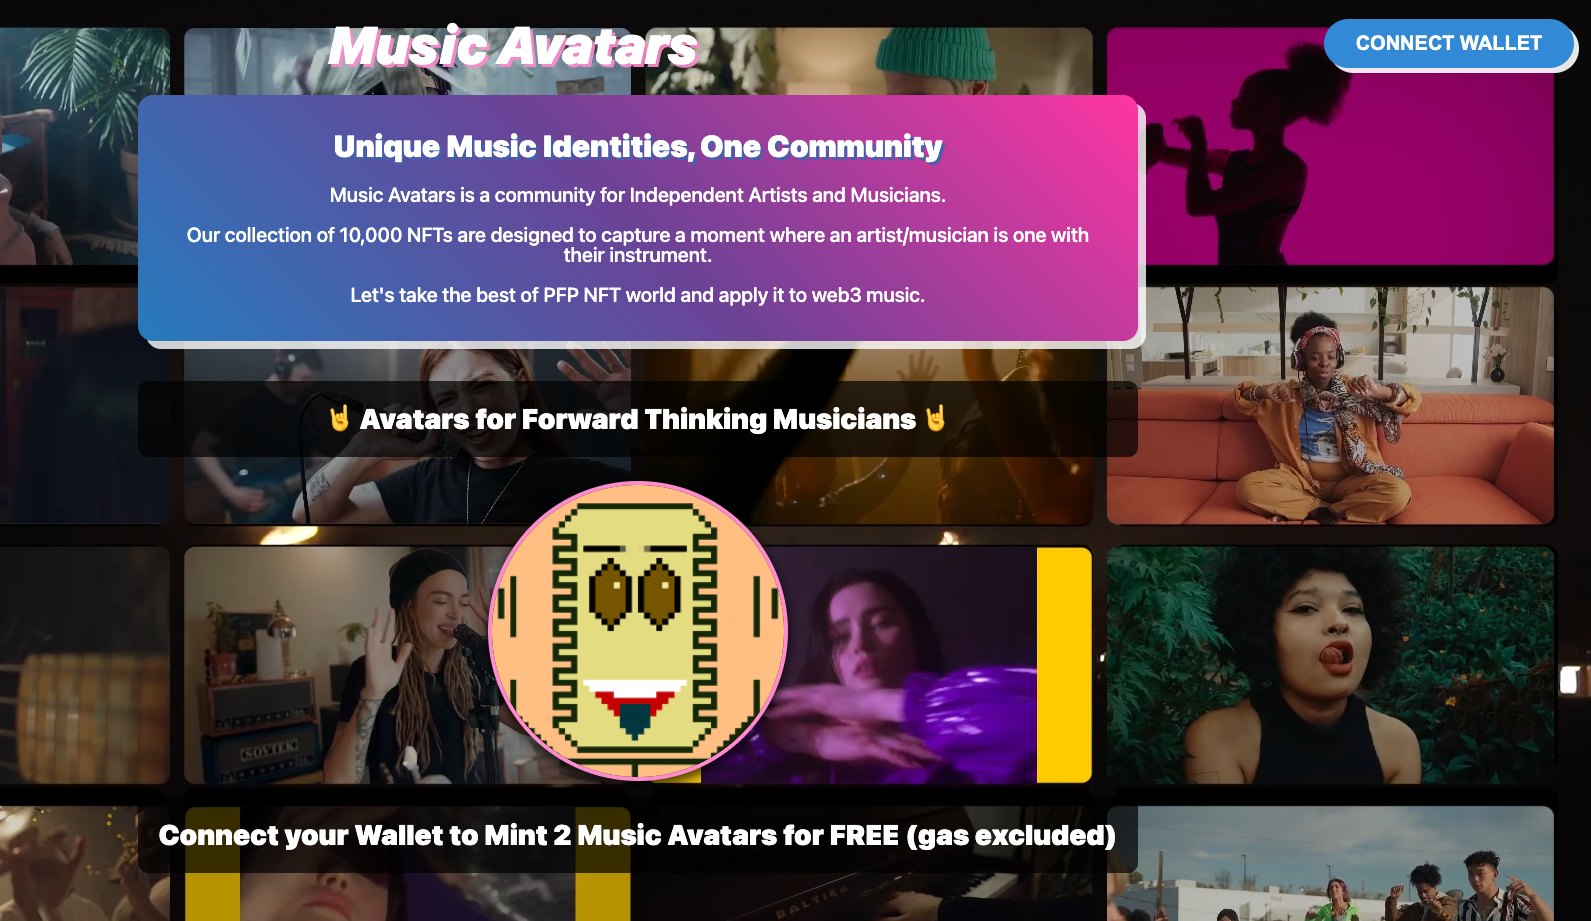 Music Avatars
CONNECT WALLET
Unique Music Identities, One Community
Music Avatars is a community for Independent Artists and Musicians.
Our collection of 10,000 NFTs are designed to capture a moment where an artist/musician is one with
their instrument.
Let's take the best of PFP NFT world and apply it to web3 music.
🤘 Avatars for Forward Thinking Musicians 🤘
SOVTEK
Connect your Wallet to Mint 2 Music Avatars for FREE (gas excluded)
BALTIKA